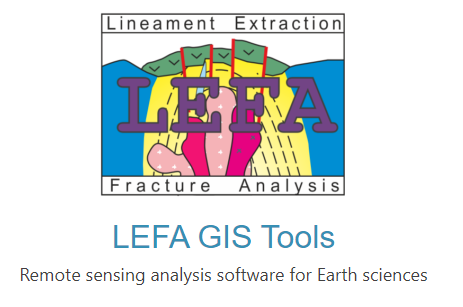 Lineament Extraction
LEFA
Fracture Analysis
LEFA GIS Tools
Remote sensing analysis software for Earth sciences